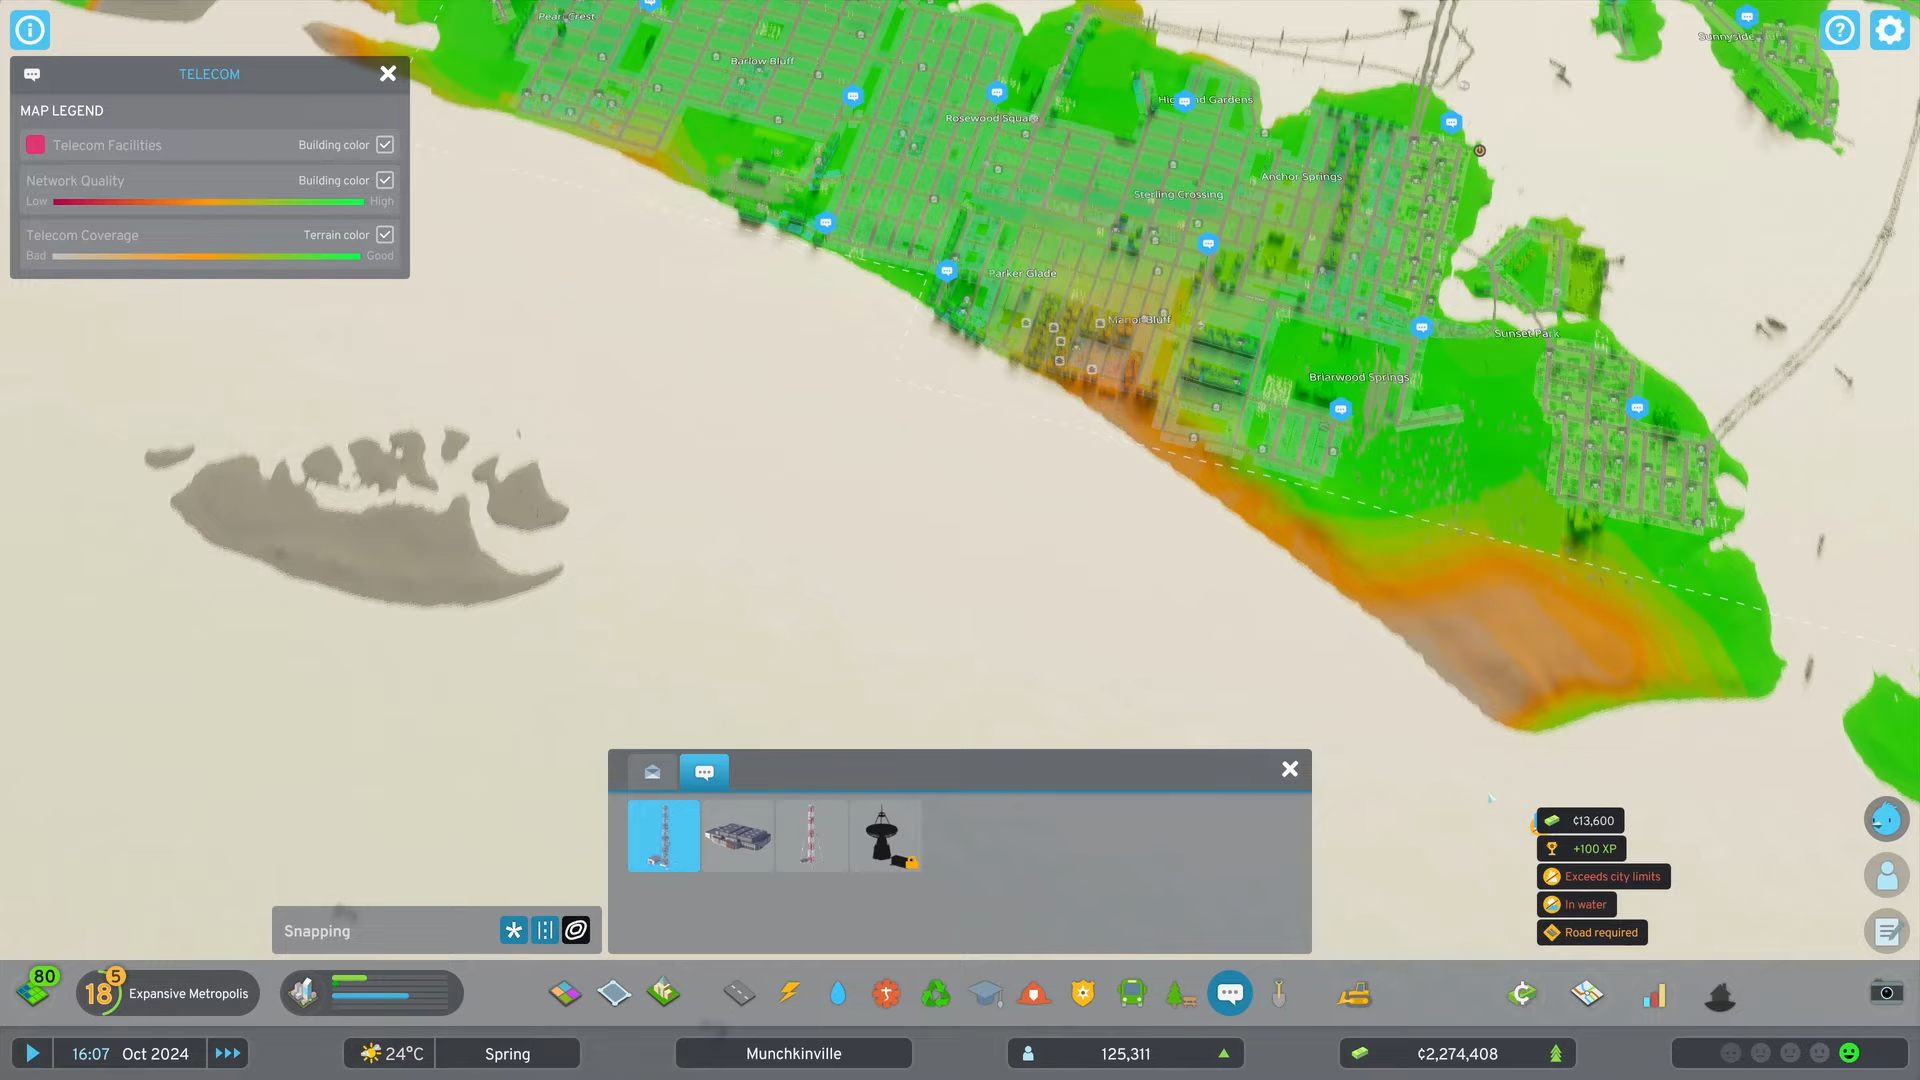 TELECOM
MAP LEGEND
Telecom Facilities
Building color
Network Quality
Building color
Low
High
Telecom Coverage
Terrain color
Bad
Good
Pearl Crest
Barlow Bluff
Rosewood Square
Highland Gardens
Anchor Springs
Sterling Crossing
Parker Glade
Manor Bluff
Sunset Park
Briarwood Springs
Sunnyside
¢13,600
+100 XP
Exceeds city limits
In water
Road required
Snapping
80
5
18
Expansive Metropolis
16:07 Oct 2024
24°C
Spring
Munchkinville
125,311
¢2,274,408